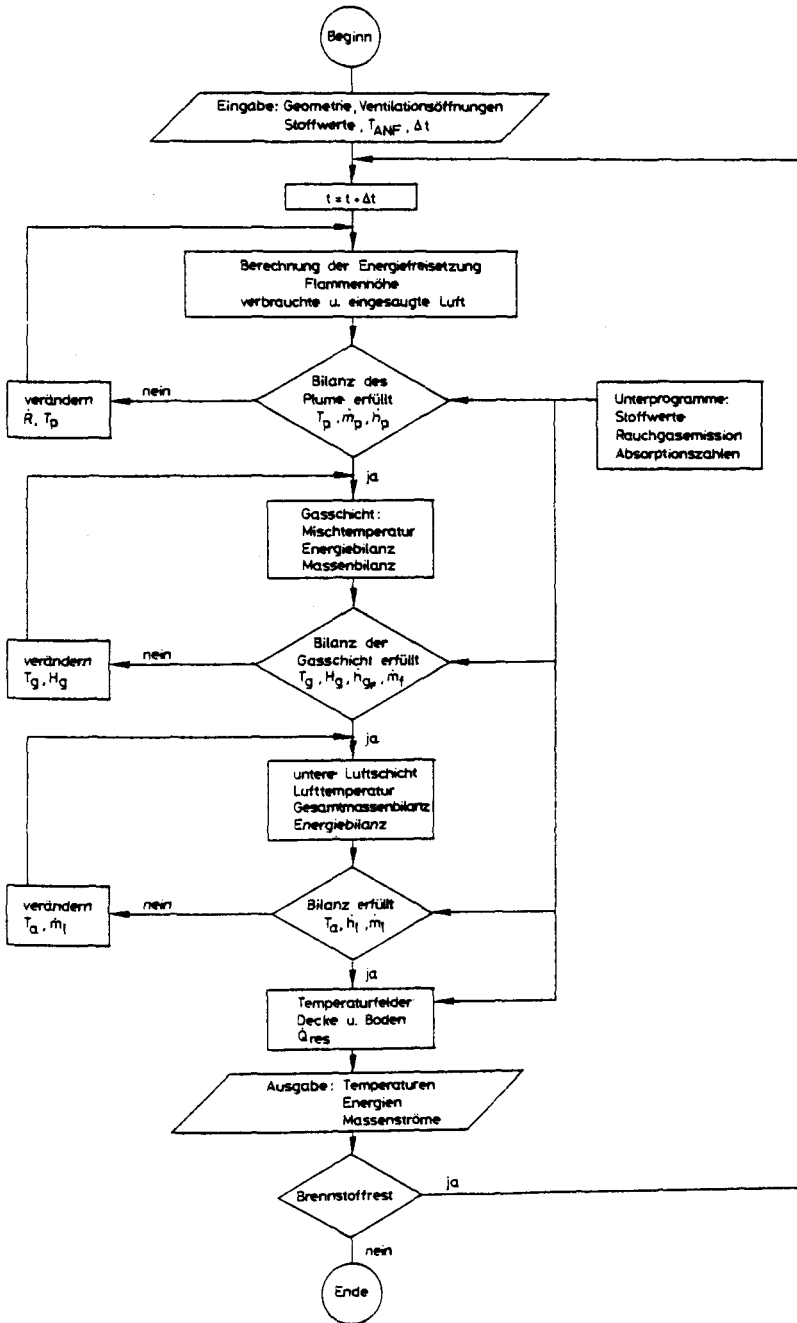 Beginn
Eingabe: Geometrie, Ventilationsöffnungen
Stoffwerte, T_ANF, Δt
t = t + Δt
Berechnung der Energiefreisetzung
Flammenhöhe
verbrauchte u. eingesaugte Luft
Bilanz des
Plume erfüllt
T_p, ṁ_p, ḣ_p
nein
verändern
Ṙ, T_p
Unterprogramme:
Stoffwerte
Rauchgasemission
Absorptionszahlen
ja
Gasschicht:
Mischtemperatur
Energiebilanz
Massenbilanz
Bilanz der
Gasschicht erfüllt
T_g, H_g, ḣ_g, ṁ_f
nein
verändern
T_g, H_g
ja
untere Luftschicht
Lufttemperatur
Gesamtmassenbilanz
Energiebilanz
Bilanz erfüllt
T_a, ḣ_l, ṁ_l
nein
verändern
T_a, ṁ_l
ja
Temperaturfelder
Decke u. Boden
Q̇_res
Ausgabe: Temperaturen
Energien
Massenströme
Brennstoffrest
ja
nein
Ende